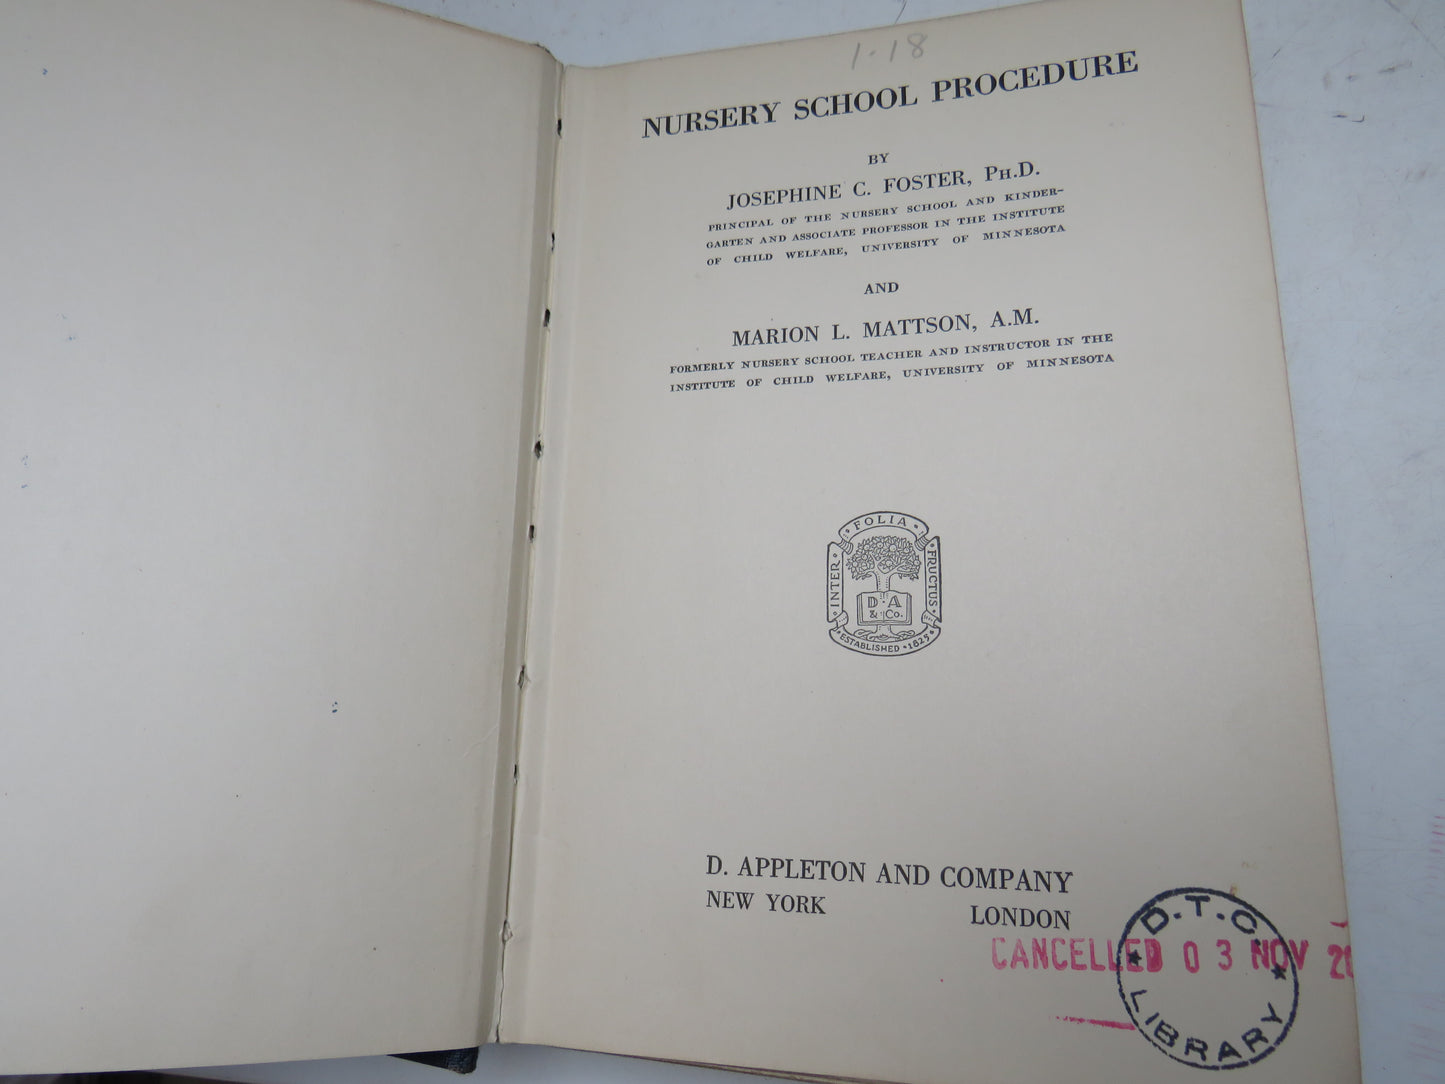 1-18
NURSERY SCHOOL PROCEDURE
BY
JOSEPHINE C. FOSTER, PH.D.
PRINCIPAL OF THE NURSERY SCHOOL AND KINDER-
GARTEN AND ASSOCIATE PROFESSOR IN THE INSTITUTE
OF CHILD WELFARE, UNIVERSITY OF MINNESOTA
AND
MARION L. MATTSON, A.M.
FORMERLY NURSERY SCHOOL TEACHER AND INSTRUCTOR IN THE
INSTITUTE OF CHILD WELFARE, UNIVERSITY OF MINNESOTA
INTER · FOLIA · FRUCTUS
D · A
& Co.
ESTABLISHED · 1825
D. APPLETON AND COMPANY
NEW YORK LONDON
D.T.C.
CANCELLED 03 NOV 20
LIBRARY